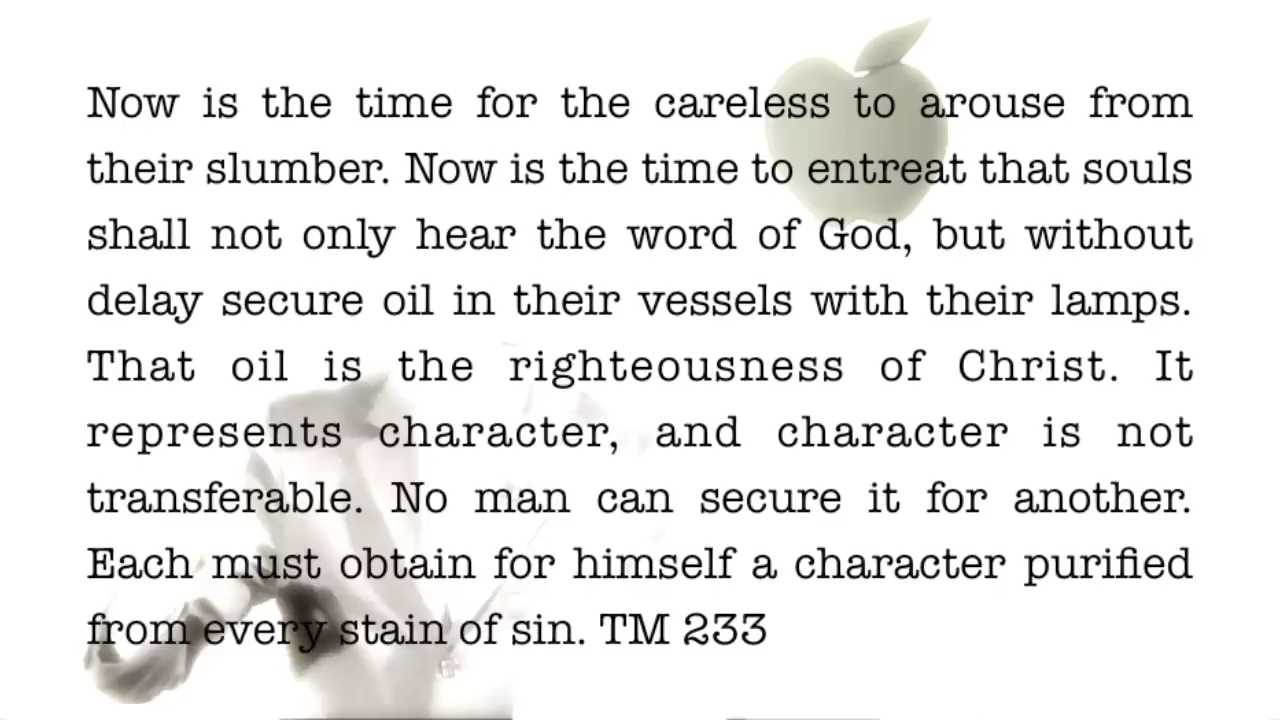 Now is the time for the careless to arouse from
their slumber. Now is the time to entreat that souls
shall not only hear the word of God, but without
delay secure oil in their vessels with their lamps.
That oil is the righteousness of Christ. It
represents character, and character is not
transferable. No man can secure it for another.
Each must obtain for himself a character purified
from every stain of sin. TM 233